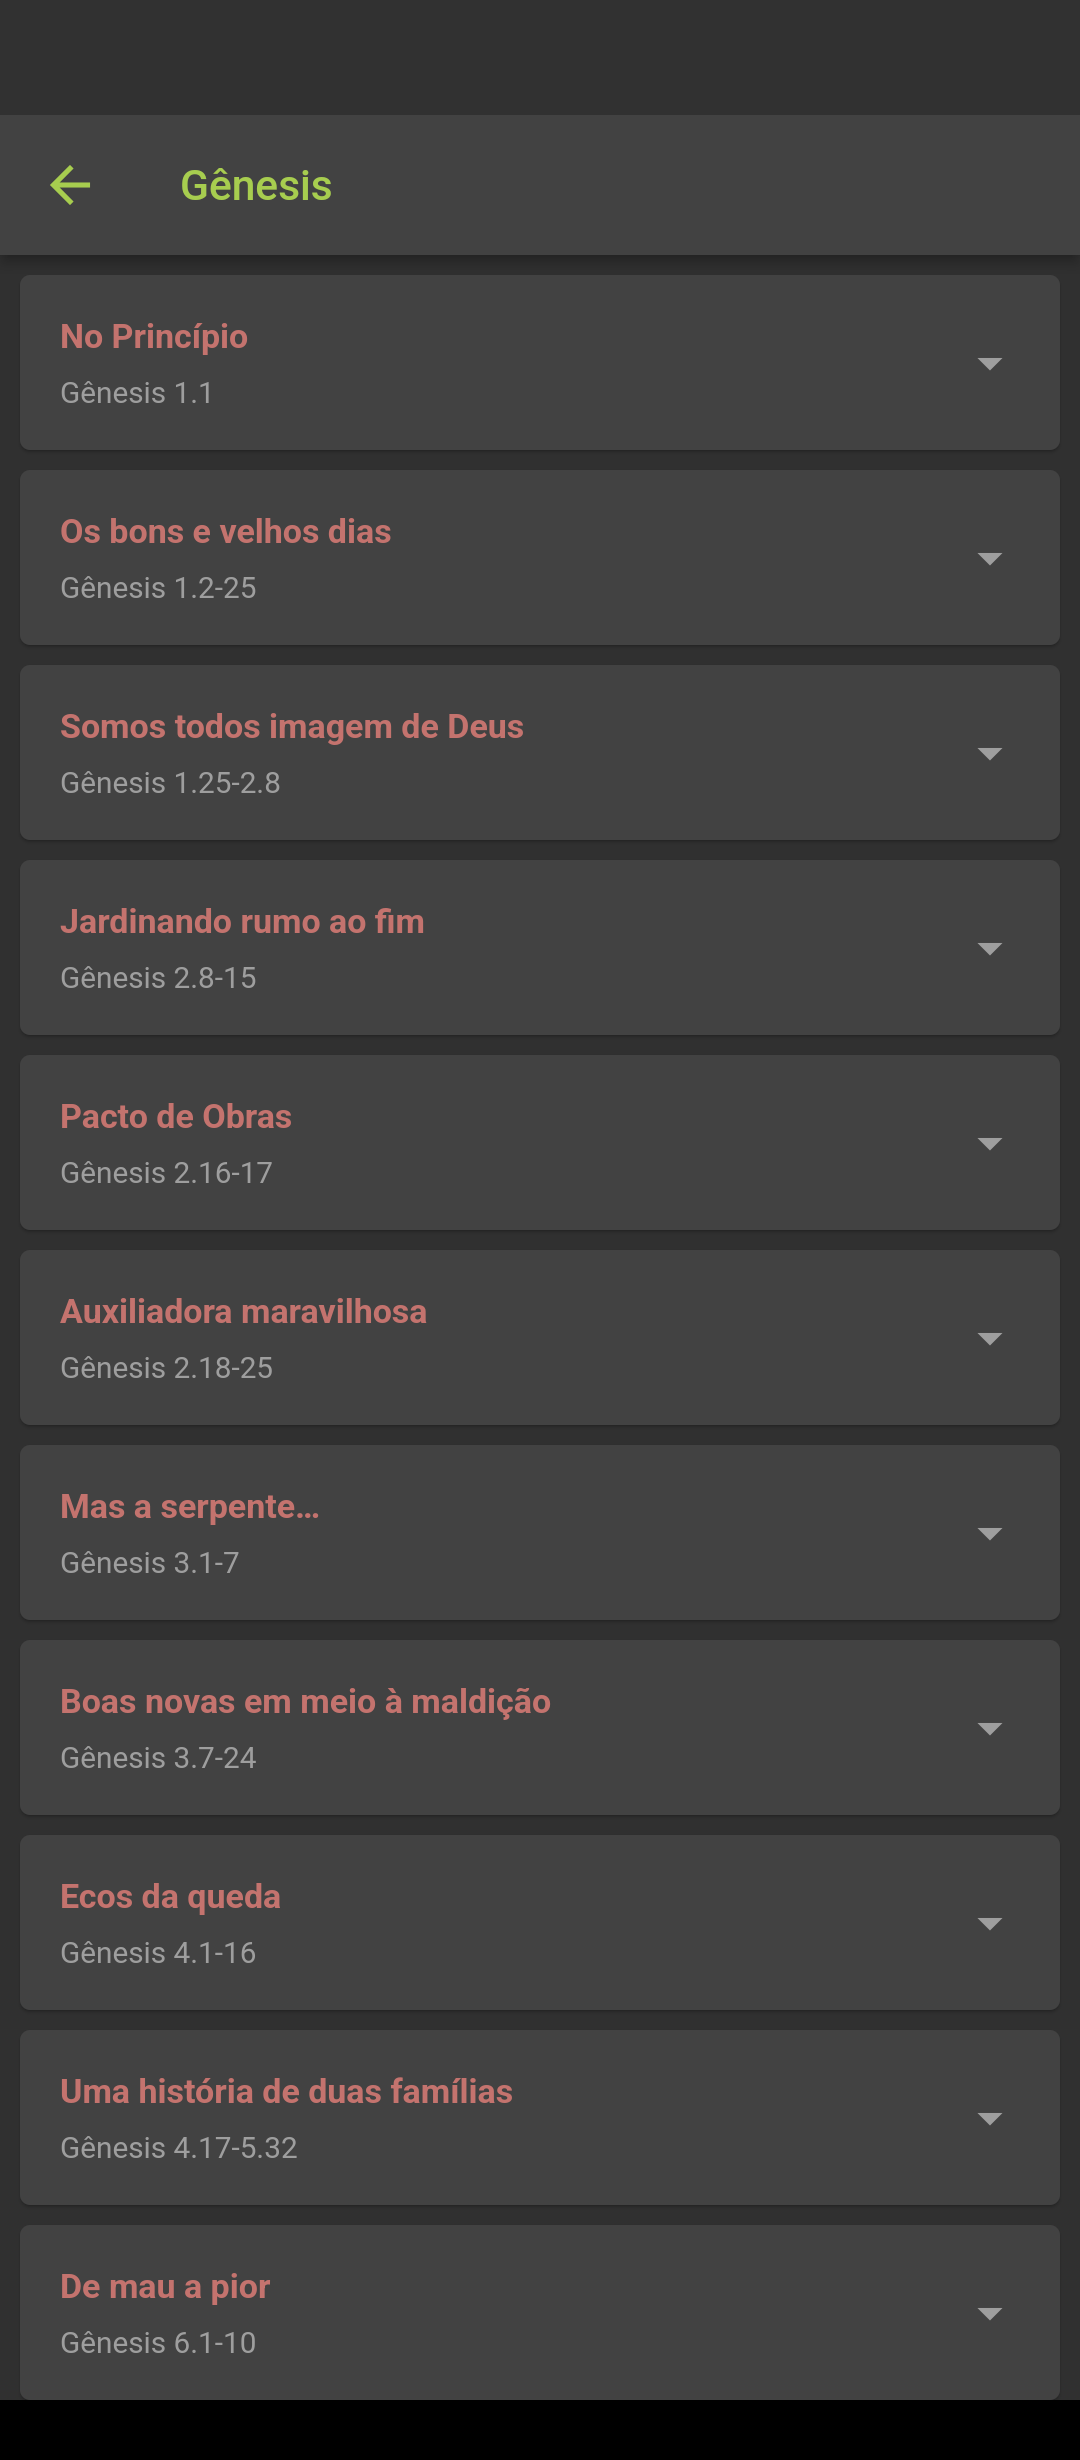 Gênesis
No Princípio
Gênesis 1.1
Os bons e velhos dias
Gênesis 1.2-25
Somos todos imagem de Deus
Gênesis 1.25-2.8
Jardinando rumo ao fim
Gênesis 2.8-15
Pacto de Obras
Gênesis 2.16-17
Auxiliadora maravilhosa
Gênesis 2.18-25
Mas a serpente...
Gênesis 3.1-7
Boas novas em meio à maldição
Gênesis 3.7-24
Ecos da queda
Gênesis 4.1-16
Uma história de duas famílias
Gênesis 4.17-5.32
De mau a pior
Gênesis 6.1-10